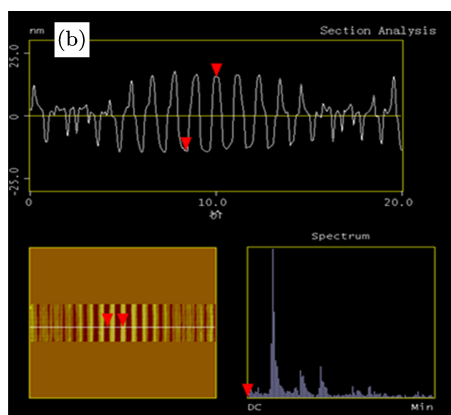 nm (b) Section Analysis
25.0
0
-25.0
0 10.0 20.0
Spectrum
DC Min